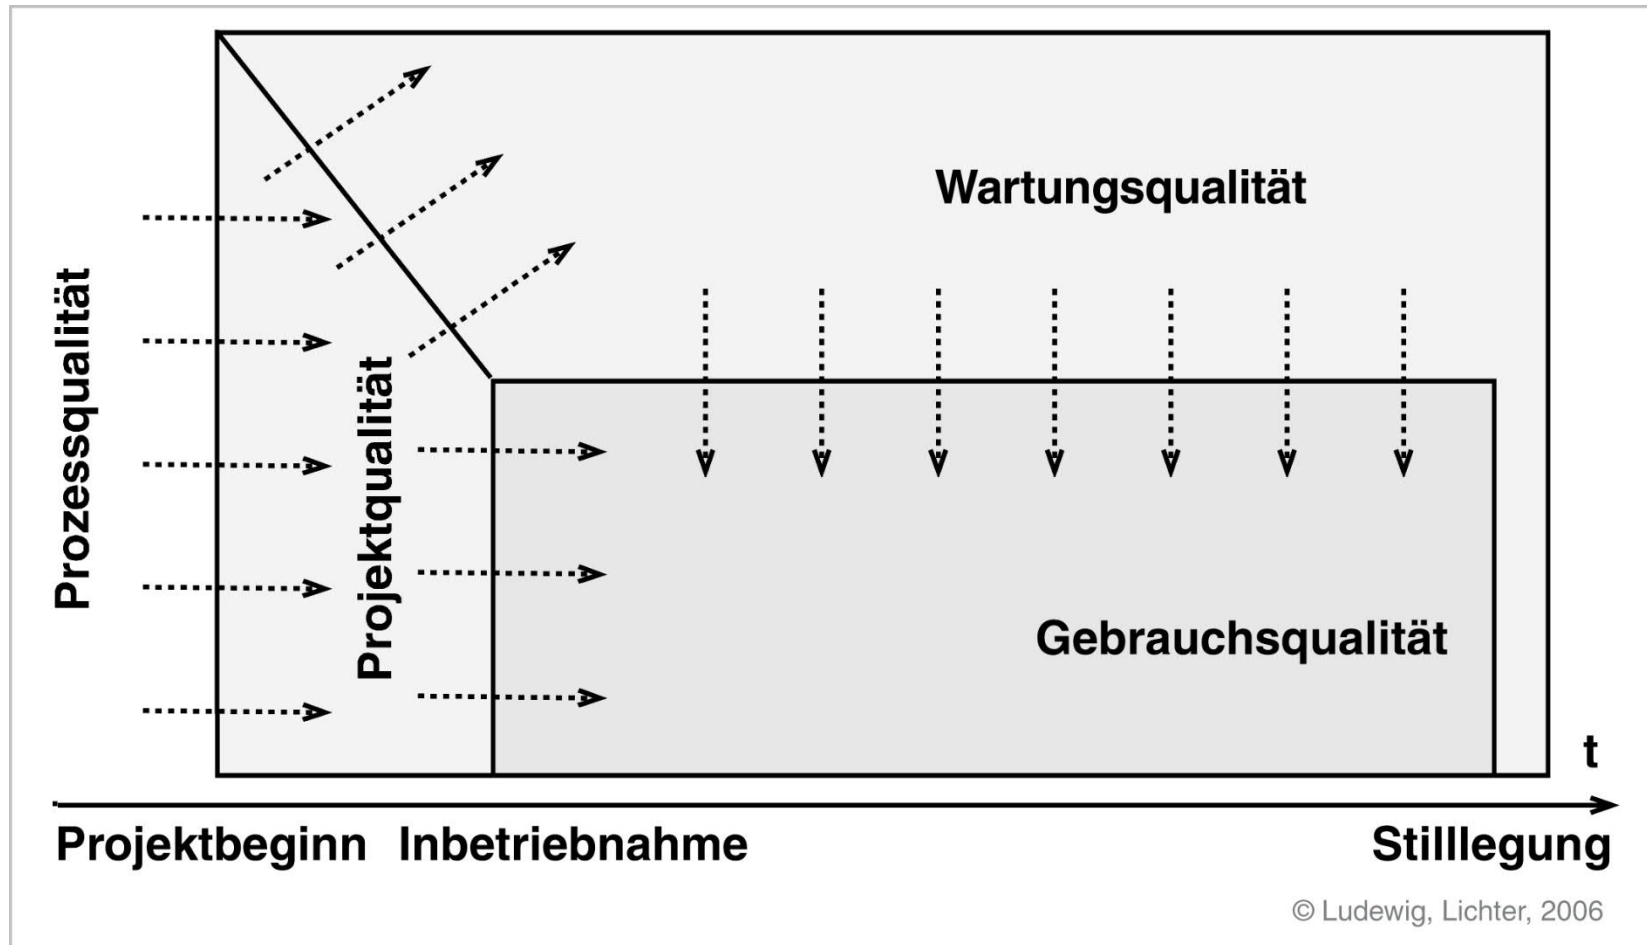 Wartungsqualität
Prozessqualität
Projektqualität
Gebrauchsqualität
t
Projektbeginn Inbetriebnahme Stilllegung
© Ludewig, Lichter, 2006